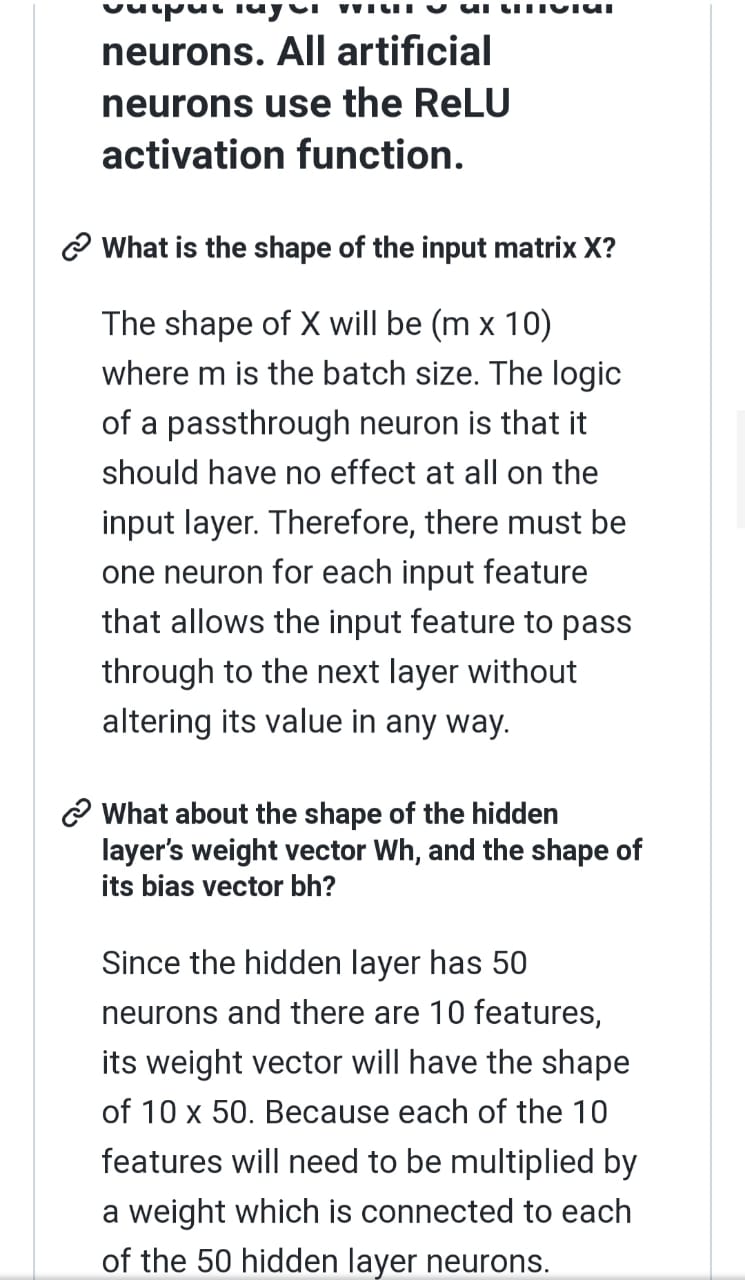 output layer with 3 artificial
neurons. All artificial
neurons use the ReLU
activation function.
What is the shape of the input matrix X?
The shape of X will be (m x 10)
where m is the batch size. The logic
of a passthrough neuron is that it
should have no effect at all on the
input layer. Therefore, there must be
one neuron for each input feature
that allows the input feature to pass
through to the next layer without
altering its value in any way.
What about the shape of the hidden
layer's weight vector Wh, and the shape of
its bias vector bh?
Since the hidden layer has 50
neurons and there are 10 features,
its weight vector will have the shape
of 10 x 50. Because each of the 10
features will need to be multiplied by
a weight which is connected to each
of the 50 hidden layer neurons.